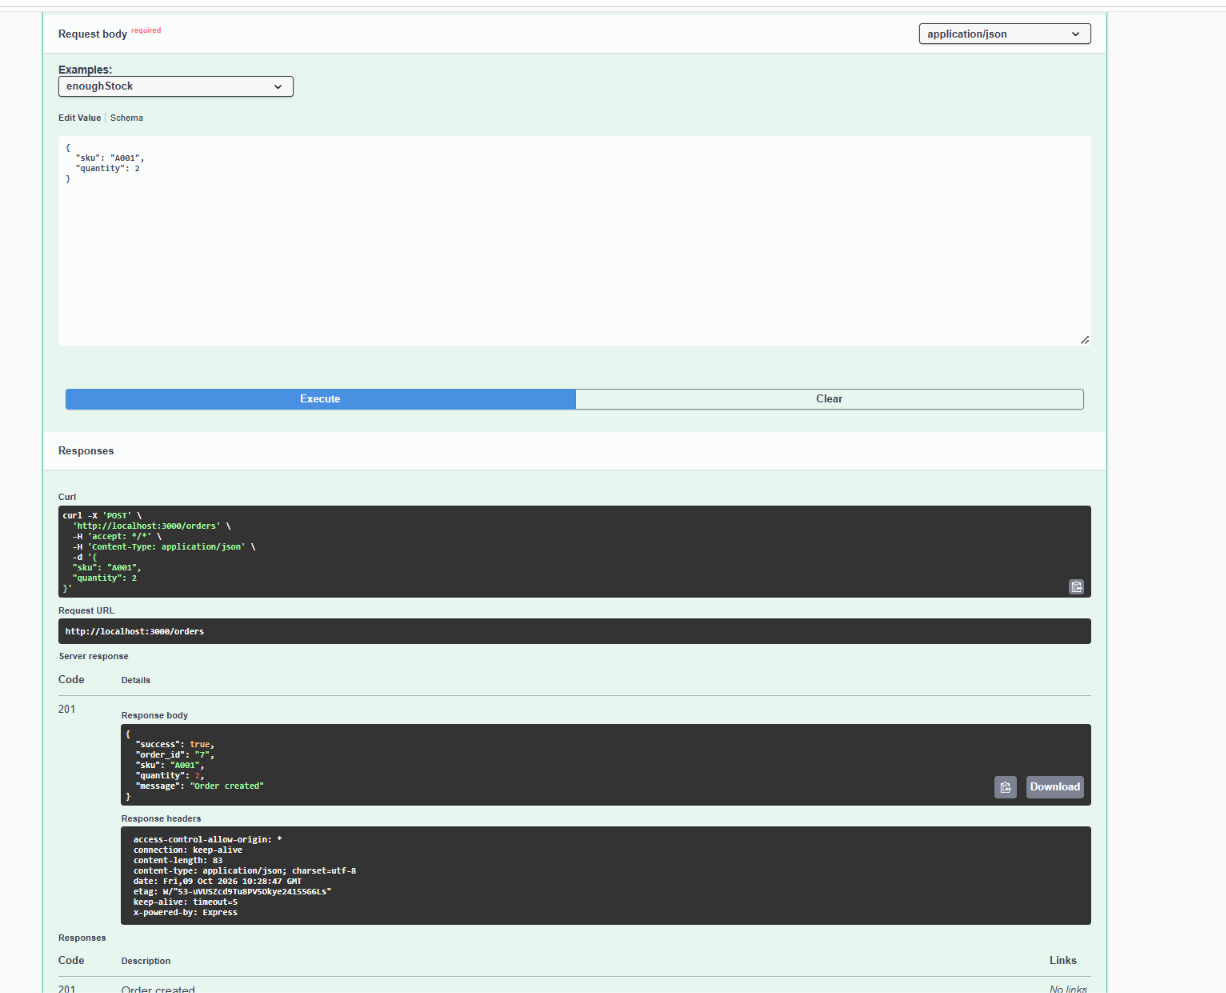 Request body required
application/json
Examples:
enoughStock
Edit Value | Schema
{
  "sku": "A001",
  "quantity": 2
}
Execute
Clear
Responses
Curl
curl -X 'POST' \
  'http://localhost:3000/orders' \
  -H 'accept: */*' \
  -H 'Content-Type: application/json' \
  -d '{
  "sku": "A001",
  "quantity": 2
}'
Request URL
http://localhost:3000/orders
Server response
Code Details
201
Response body
{
  "success": true,
  "order_id": "7",
  "sku": "A001",
  "quantity": 2,
  "message": "Order created"
}
Download
Response headers
access-control-allow-origin: *
connection: keep-alive
content-length: 83
content-type: application/json; charset=utf-8
date: Fri,09 Oct 2026 10:28:47 GMT
etag: W/"53-uVUSZcd9Tu8PV5Okye2415SG6Ls"
keep-alive: timeout=5
x-powered-by: Express
Responses
Code Description Links
201 Order created No links